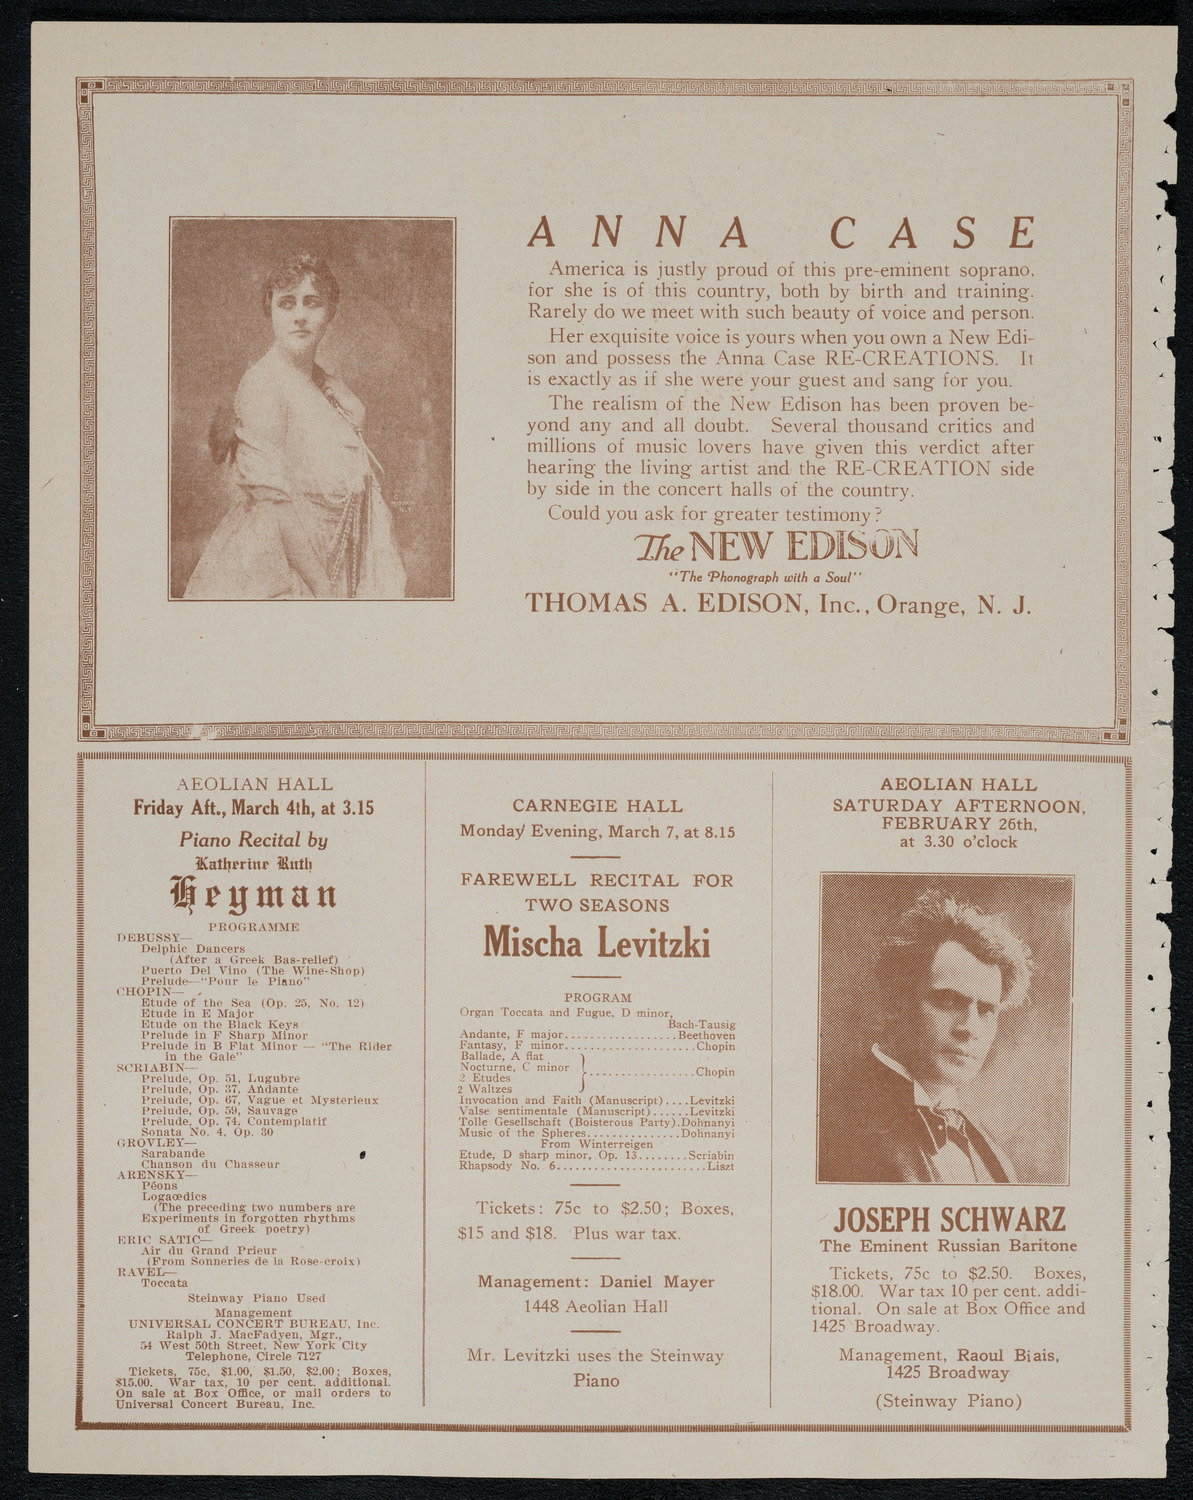 ANNA CASE
America is justly proud of this pre-eminent soprano,
for she is of this country, both by birth and training.
Rarely do we meet with such beauty of voice and person.
Her exquisite voice is yours when you own a New Edi-
son and possess the Anna Case RE-CREATIONS. It
is exactly as if she were your guest and sang for you.
The realism of the New Edison has been proven be-
yond any and all doubt. Several thousand critics and
millions of music lovers have given this verdict after
hearing the living artist and the RE-CREATION side
by side in the concert halls of the country.
Could you ask for greater testimony?
The NEW EDISON
"The Phonograph with a Soul"
THOMAS A. EDISON, Inc., Orange, N. J.
AEOLIAN HALL
Friday Aft., March 4th, at 3.15
Piano Recital by
Katherine Ruth
Heyman
PROGRAMME
DEBUSSY—
Delphic Dancers
(After a Greek Bas-relief)
Puerto Del Vino (The Wine-Shop)
Prelude—"Pour le Piano"
CHOPIN—
Etude of the Sea (Op. 25, No. 12)
Etude in E Major
Etude on the Black Keys
Prelude in F Sharp Minor
Prelude in B Flat Minor — "The Rider
in the Gale"
SCRIABIN—
Prelude, Op. 51, Lugubre
Prelude, Op. 37, Andante
Prelude, Op. 67, Vague et Mysterieux
Prelude, Op. 59, Sauvage
Prelude, Op. 74, Contemplatif
Sonata No. 4, Op. 30
GROVLEY—
Sarabande
Chanson du Chasseur
ARENSKY—
Péons
Logaœdics
(The preceding two numbers are
Experiments in forgotten rhythms
of Greek poetry)
ERIC SATIC—
Air du Grand Prieur
(From Sonneries de la Rose-croix)
RAVEL—
Toccata
Steinway Piano Used
Management
UNIVERSAL CONCERT BUREAU, Inc.
Ralph J. MacFadyen, Mgr.,
54 West 50th Street, New York City
Telephone, Circle 7127
Tickets, 75c, $1.00, $1.50, $2.00; Boxes,
$15.00. War tax, 10 per cent. additional.
On sale at Box Office, or mail orders to
Universal Concert Bureau, Inc.
CARNEGIE HALL
Monday Evening, March 7, at 8.15
FAREWELL RECITAL FOR
TWO SEASONS
Mischa Levitzki
PROGRAM
Organ Toccata and Fugue, D minor,
Bach-Tausig
Andante, F major..................Beethoven
Fantasy, F minor.....................Chopin
Ballade, A flat
Nocturne, C minor
2 Etudes
2 Waltzes
}.................Chopin
Invocation and Faith (Manuscript)....Levitzki
Valse sentimentale (Manuscript)......Levitzki
Tolle Gesellschaft (Boisterous Party).Dohnanyi
Music of the Spheres...............Dohnanyi
From Winterreigen
Etude, D sharp minor, Op. 13........Scriabin
Rhapsody No. 6........................Liszt
Tickets: 75c to $2.50; Boxes,
$15 and $18. Plus war tax.
Management: Daniel Mayer
1448 Aeolian Hall
Mr. Levitzki uses the Steinway
Piano
AEOLIAN HALL
SATURDAY AFTERNOON,
FEBRUARY 26th,
at 3.30 o'clock
JOSEPH SCHWARZ
The Eminent Russian Baritone
Tickets, 75c to $2.50. Boxes,
$18.00. War tax 10 per cent. addi-
tional. On sale at Box Office and
1425 Broadway.
Management, Raoul Biais,
1425 Broadway
(Steinway Piano)